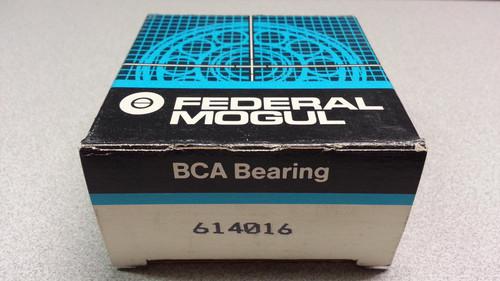 FEDERAL
MOGUL
BCA Bearing
614016